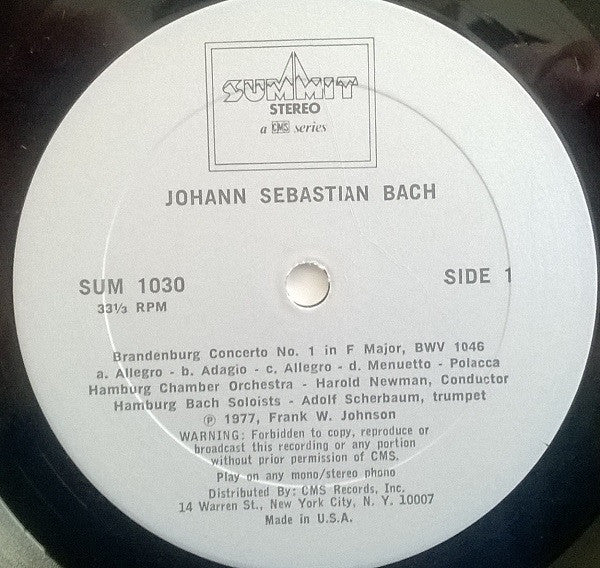 SUMMIT
STEREO
a CMS series
JOHANN SEBASTIAN BACH
SUM 1030
33⅓ RPM
SIDE 1
Brandenburg Concerto No. 1 in F Major, BWV 1046
a. Allegro - b. Adagio - c. Allegro - d. Menuetto - Polacca
Hamburg Chamber Orchestra - Harold Newman, Conductor
Hamburg Bach Soloists - Adolf Scherbaum, trumpet
℗ 1977, Frank W. Johnson
WARNING: Forbidden to copy, reproduce or
broadcast this recording or any portion
without prior permission of CMS.
Play on any mono/stereo phono
Distributed By: CMS Records, Inc.
14 Warren St., New York City, N. Y. 10007
Made in U.S.A.